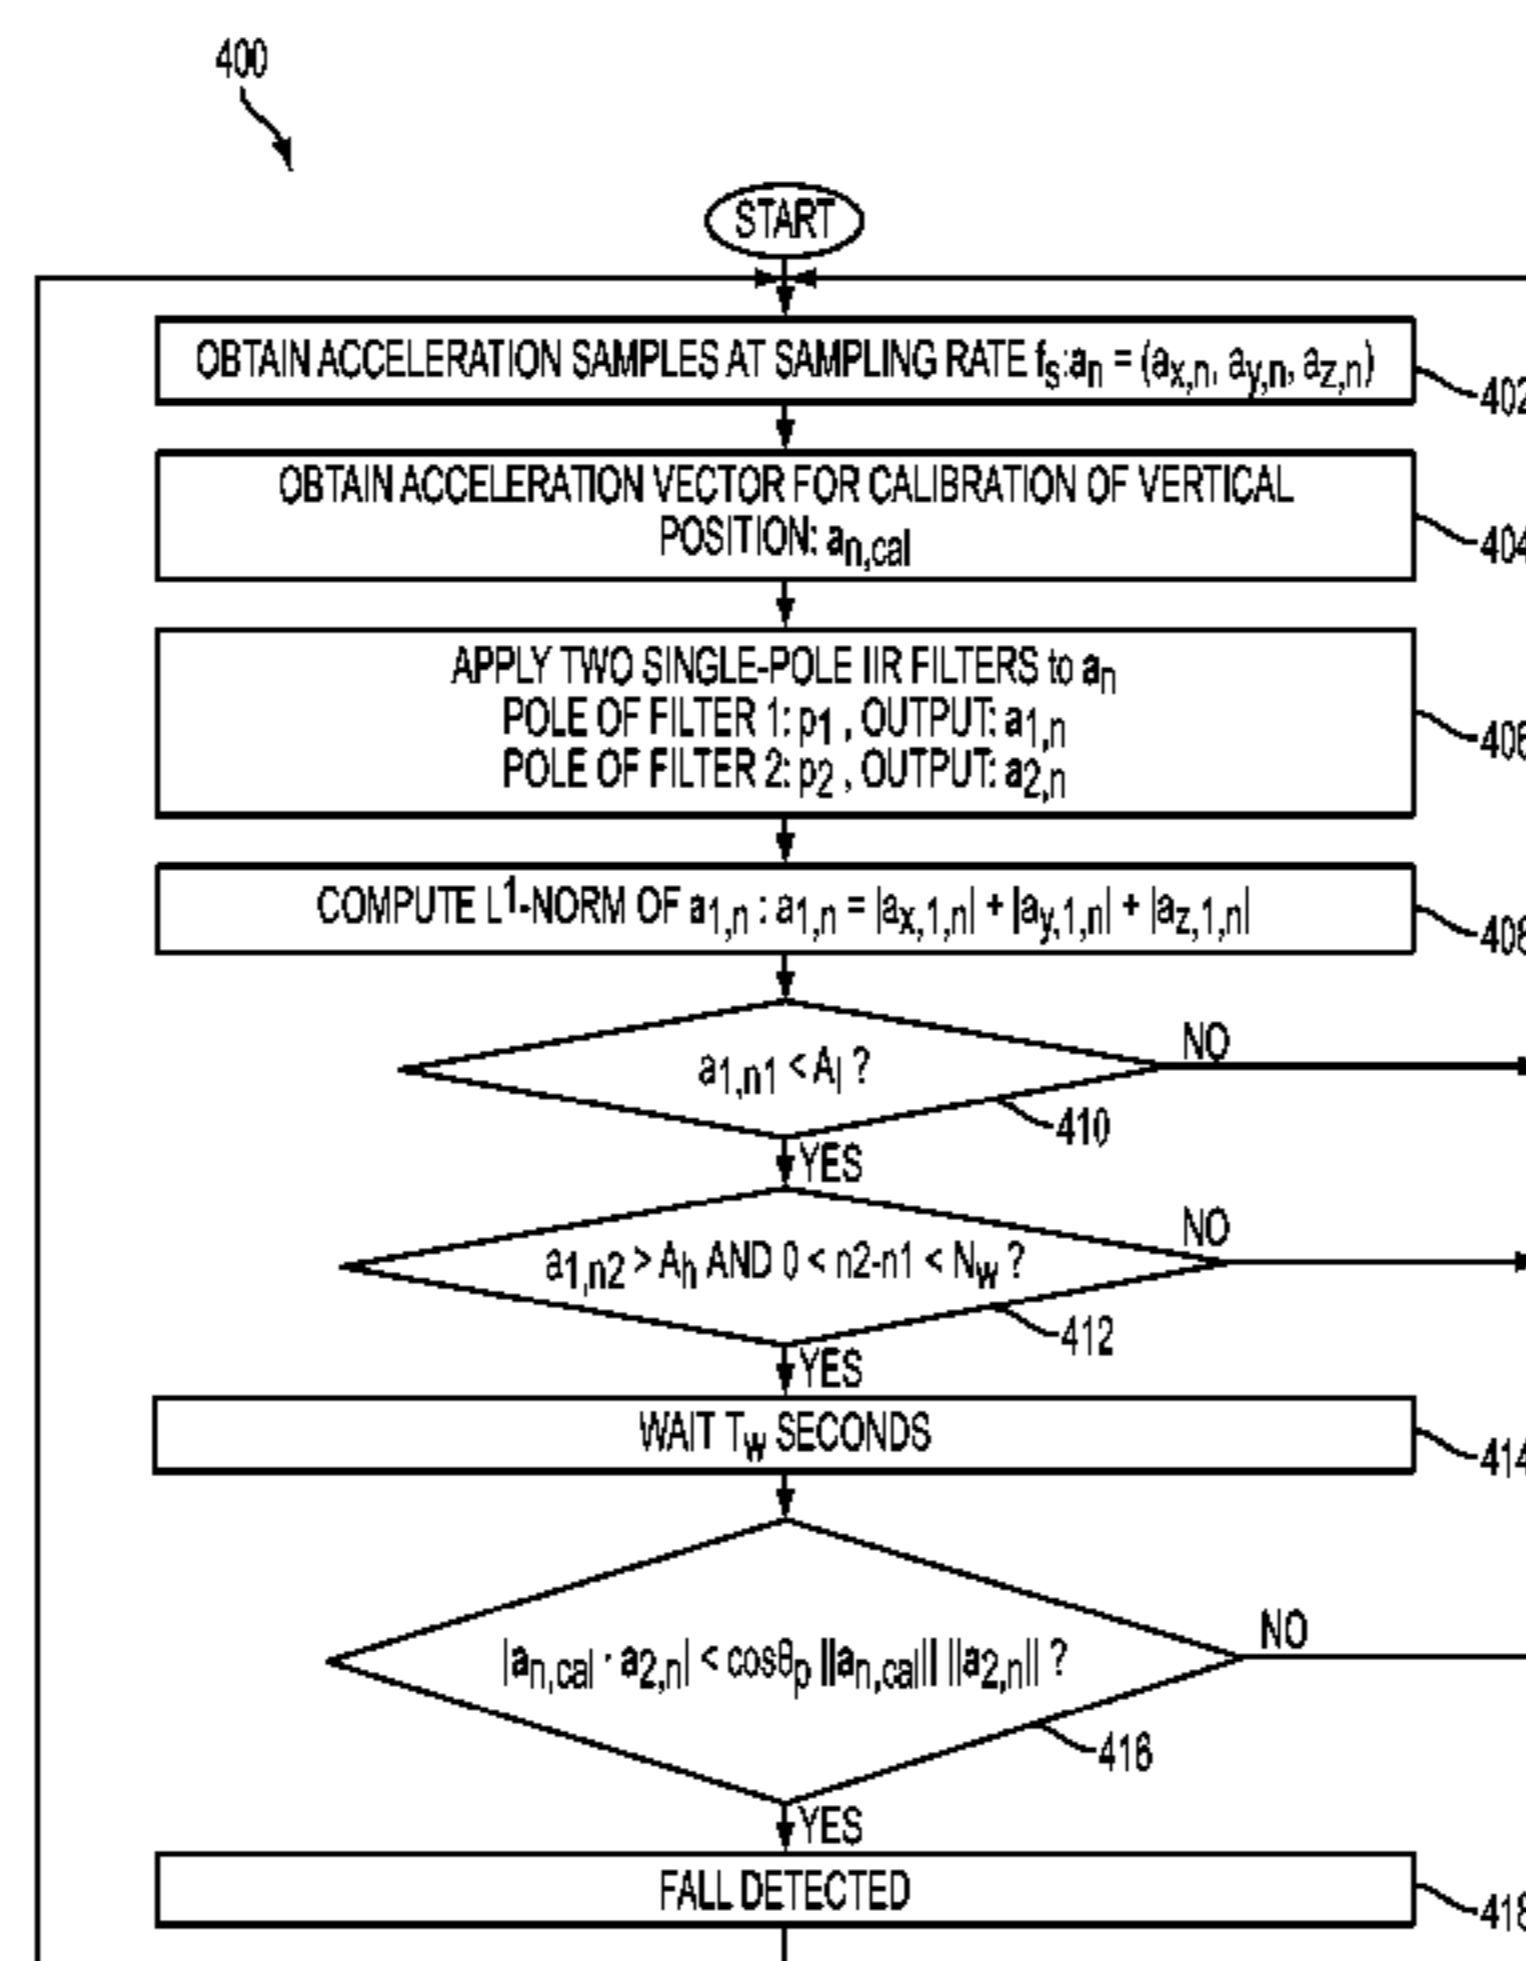 400
START
OBTAIN ACCELERATION SAMPLES AT SAMPLING RATE fs:an = (ax,n, ay,n, az,n)
402
OBTAIN ACCELERATION VECTOR FOR CALIBRATION OF VERTICAL
POSITION: an,cal
404
APPLY TWO SINGLE-POLE IIR FILTERS to an
POLE OF FILTER 1: p1 , OUTPUT: a1,n
POLE OF FILTER 2: p2 , OUTPUT: a2,n
406
COMPUTE L1-NORM OF a1,n : a1,n = |ax,1,n| + |ay,1,n| + |az,1,n|
408
a1,n1 < Al ?
NO
410
YES
a1,n2 > Ah AND 0 < n2-n1 < Nw ?
NO
412
YES
WAIT Tw SECONDS
414
|an,cal · a2,n| < cosθp ||an,cal|| ||a2,n|| ?
NO
416
YES
FALL DETECTED
418